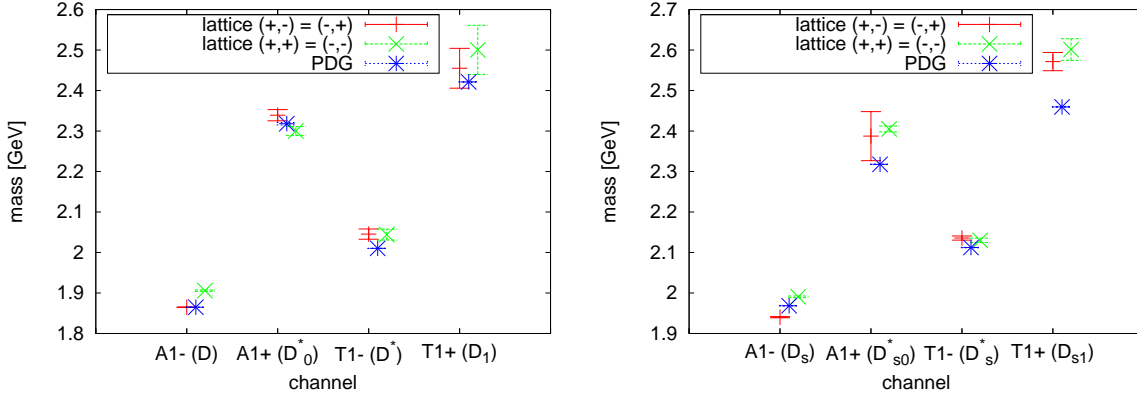 lattice (+,-) = (-,+)
lattice (+,+) = (-,-)
PDG
mass [GeV]
2.6
2.5
2.4
2.3
2.2
2.1
2
1.9
1.8
A1- (D)
A1+ (D*0)
T1- (D*)
T1+ (D1)
channel
lattice (+,-) = (-,+)
lattice (+,+) = (-,-)
PDG
mass [GeV]
2.7
2.6
2.5
2.4
2.3
2.2
2.1
2
1.9
A1- (Ds)
A1+ (D*s0)
T1- (D*s)
T1+ (Ds1)
channel